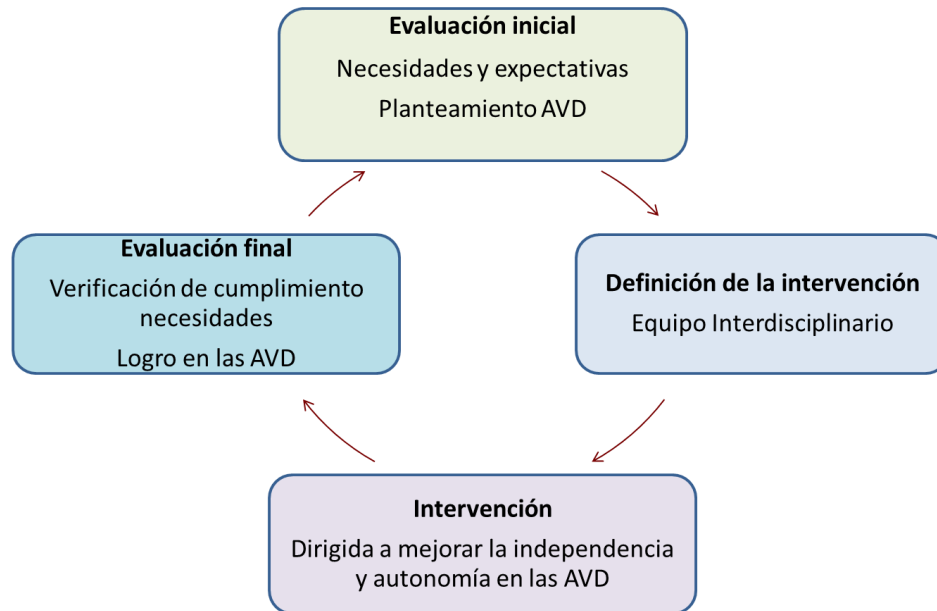 Evaluación inicial
Necesidades y expectativas
Planteamiento AVD
Definición de la intervención
Equipo Interdisciplinario
Intervención
Dirigida a mejorar la independencia
y autonomía en las AVD
Evaluación final
Verificación de cumplimiento
necesidades
Logro en las AVD